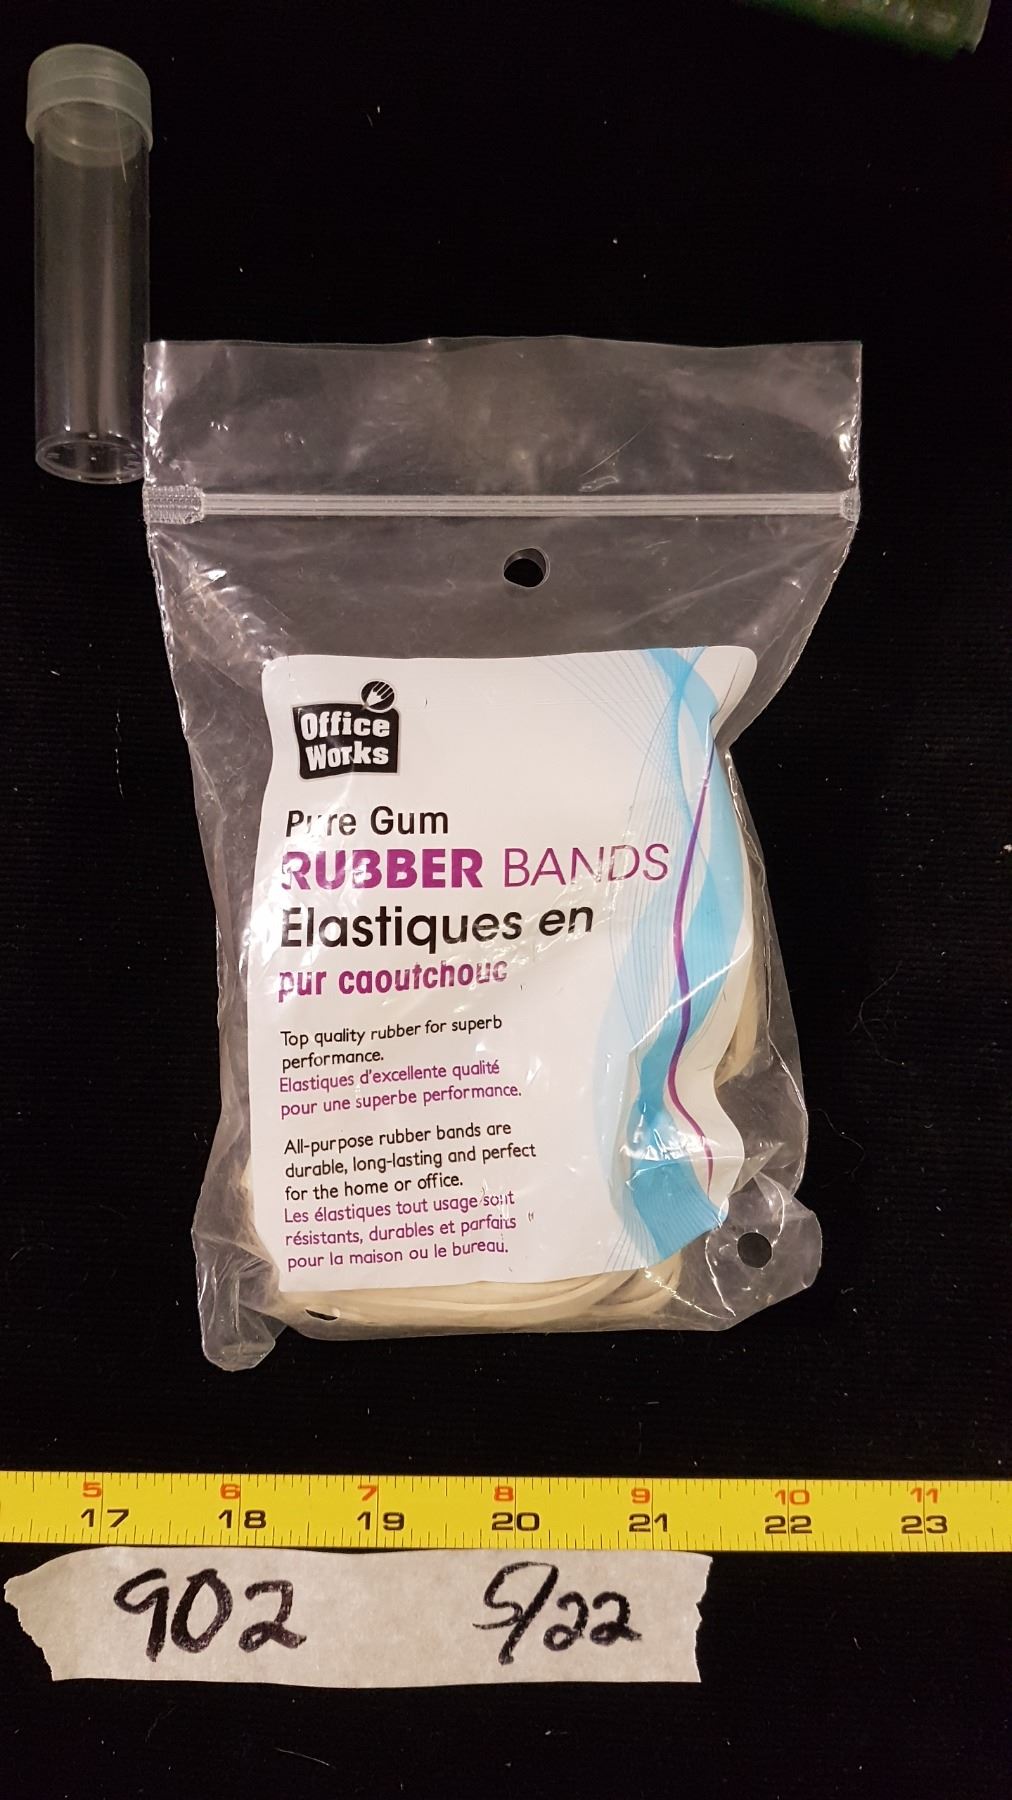 Office
Works
Pure Gum
RUBBER BANDS
Elastiques en
pur caoutchouc
Top quality rubber for superb
performance.
Elastiques d'excellente qualité
pour une superbe performance.
All-purpose rubber bands are
durable, long-lasting and perfect
for the home or office.
Les élastiques tout usage sont
résistants, durables et parfaits
pour la maison ou le bureau.
5 6 7 8 9 10 11
17 18 19 20 21 22 23
902 5/22